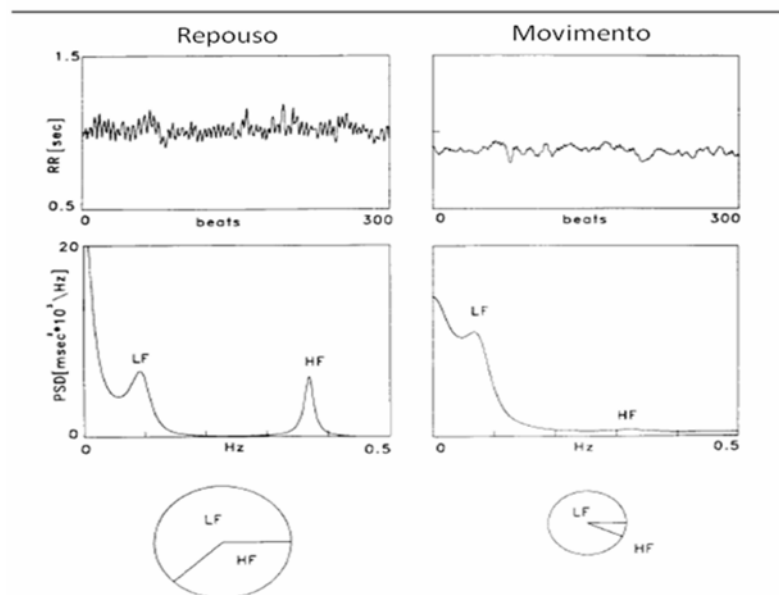 Repouso
Movimento
1.5
RR [sec]
0.5
0
beats
300
0
beats
300
20
PSD[msec²*10³\Hz]
LF
HF
0
0
Hz
0.5
LF
HF
0
Hz
0.5
LF
HF
LF
HF